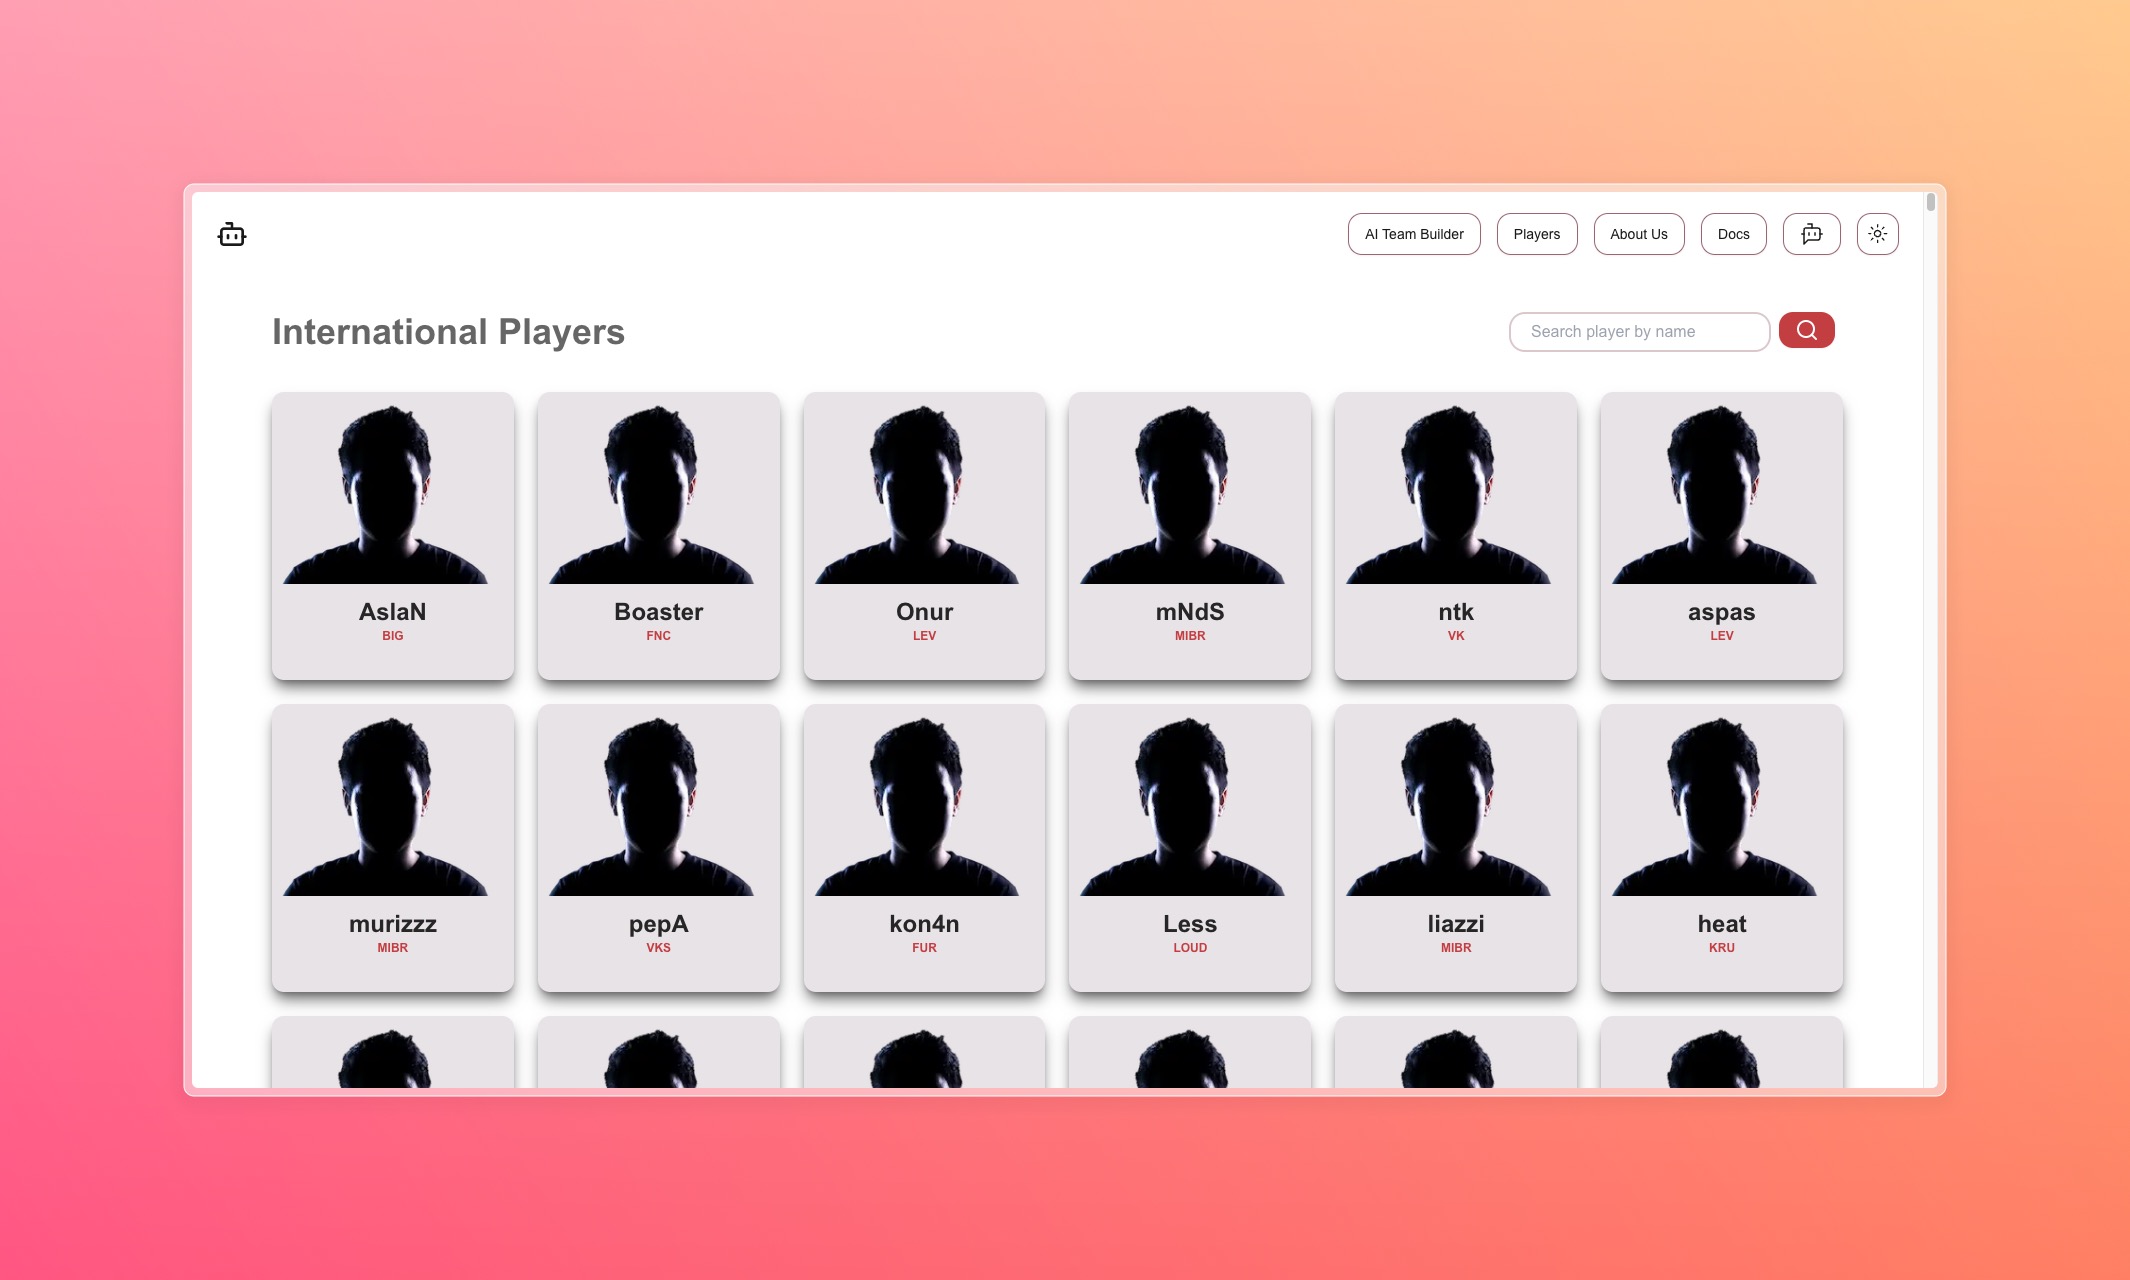 AI Team Builder
Players
About Us
Docs
International Players
Search player by name
AslaN
BIG
Boaster
FNC
Onur
LEV
mNdS
MIBR
ntk
VK
aspas
LEV
murizzz
MIBR
pepA
VKS
kon4n
FUR
Less
LOUD
liazzi
MIBR
heat
KRU